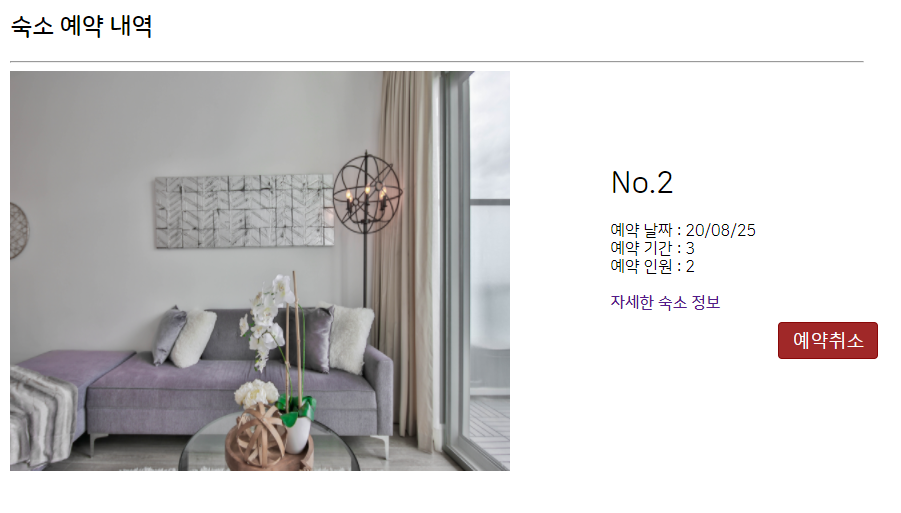 숙소 예약 내역
No.2
예약 날짜 : 20/08/25
예약 기간 : 3
예약 인원 : 2
자세한 숙소 정보
예약취소